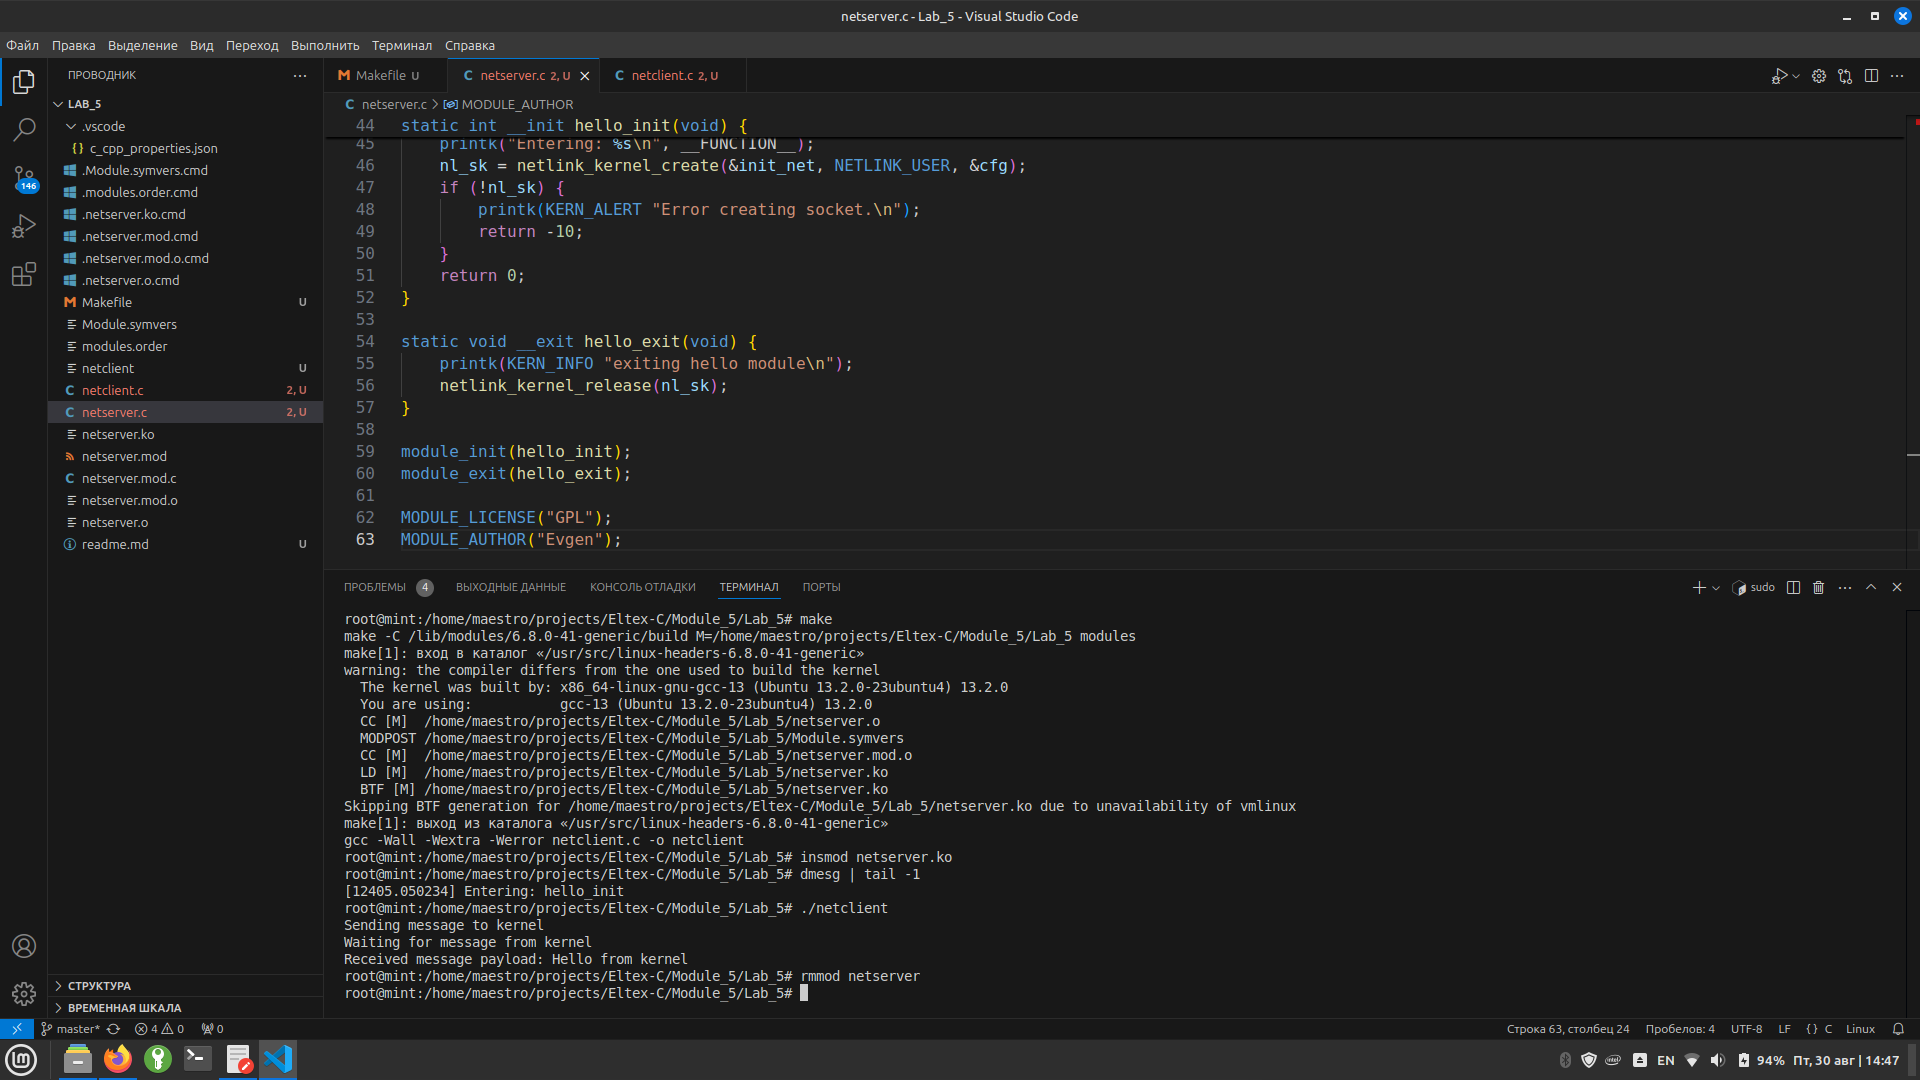 netserver.c - Lab_5 - Visual Studio Code
Файл Правка Выделение Вид Переход Выполнить Терминал Справка
ПРОВОДНИК
LAB_5
.vscode
c_cpp_properties.json
.Module.symvers.cmd
.modules.order.cmd
.netserver.ko.cmd
.netserver.mod.cmd
.netserver.mod.o.cmd
.netserver.o.cmd
Makefile U
Module.symvers
modules.order
netclient U
netclient.c 2, U
netserver.c 2, U
netserver.ko
netserver.mod
netserver.mod.c
netserver.mod.o
netserver.o
readme.md U
СТРУКТУРА
ВРЕМЕННАЯ ШКАЛА
146
Makefile U
netserver.c 2, U
netclient.c 2, U
netserver.c > MODULE_AUTHOR
44 static int __init hello_init(void) {
45 printk("Entering: %s\n", __FUNCTION__);
46 nl_sk = netlink_kernel_create(&init_net, NETLINK_USER, &cfg);
47 if (!nl_sk) {
48 printk(KERN_ALERT "Error creating socket.\n");
49 return -10;
50 }
51 return 0;
52 }
53
54 static void __exit hello_exit(void) {
55 printk(KERN_INFO "exiting hello module\n");
56 netlink_kernel_release(nl_sk);
57 }
58
59 module_init(hello_init);
60 module_exit(hello_exit);
61
62 MODULE_LICENSE("GPL");
63 MODULE_AUTHOR("Evgen");
ПРОБЛЕМЫ 4 ВЫХОДНЫЕ ДАННЫЕ КОНСОЛЬ ОТЛАДКИ ТЕРМИНАЛ ПОРТЫ
sudo
root@mint:/home/maestro/projects/Eltex-C/Module_5/Lab_5# make
make -C /lib/modules/6.8.0-41-generic/build M=/home/maestro/projects/Eltex-C/Module_5/Lab_5 modules
make[1]: вход в каталог «/usr/src/linux-headers-6.8.0-41-generic»
warning: the compiler differs from the one used to build the kernel
The kernel was built by: x86_64-linux-gnu-gcc-13 (Ubuntu 13.2.0-23ubuntu4) 13.2.0
You are using: gcc-13 (Ubuntu 13.2.0-23ubuntu4) 13.2.0
CC [M] /home/maestro/projects/Eltex-C/Module_5/Lab_5/netserver.o
MODPOST /home/maestro/projects/Eltex-C/Module_5/Lab_5/Module.symvers
CC [M] /home/maestro/projects/Eltex-C/Module_5/Lab_5/netserver.mod.o
LD [M] /home/maestro/projects/Eltex-C/Module_5/Lab_5/netserver.ko
BTF [M] /home/maestro/projects/Eltex-C/Module_5/Lab_5/netserver.ko
Skipping BTF generation for /home/maestro/projects/Eltex-C/Module_5/Lab_5/netserver.ko due to unavailability of vmlinux
make[1]: выход из каталога «/usr/src/linux-headers-6.8.0-41-generic»
gcc -Wall -Wextra -Werror netclient.c -o netclient
root@mint:/home/maestro/projects/Eltex-C/Module_5/Lab_5# insmod netserver.ko
root@mint:/home/maestro/projects/Eltex-C/Module_5/Lab_5# dmesg | tail -1
[12405.050234] Entering: hello_init
root@mint:/home/maestro/projects/Eltex-C/Module_5/Lab_5# ./netclient
Sending message to kernel
Waiting for message from kernel
Received message payload: Hello from kernel
root@mint:/home/maestro/projects/Eltex-C/Module_5/Lab_5# rmmod netserver
root@mint:/home/maestro/projects/Eltex-C/Module_5/Lab_5#
master* 4 0 0
Строка 63, столбец 24 Пробелов: 4 UTF-8 LF {} C Linux
EN 94% Пт, 30 авг | 14:47